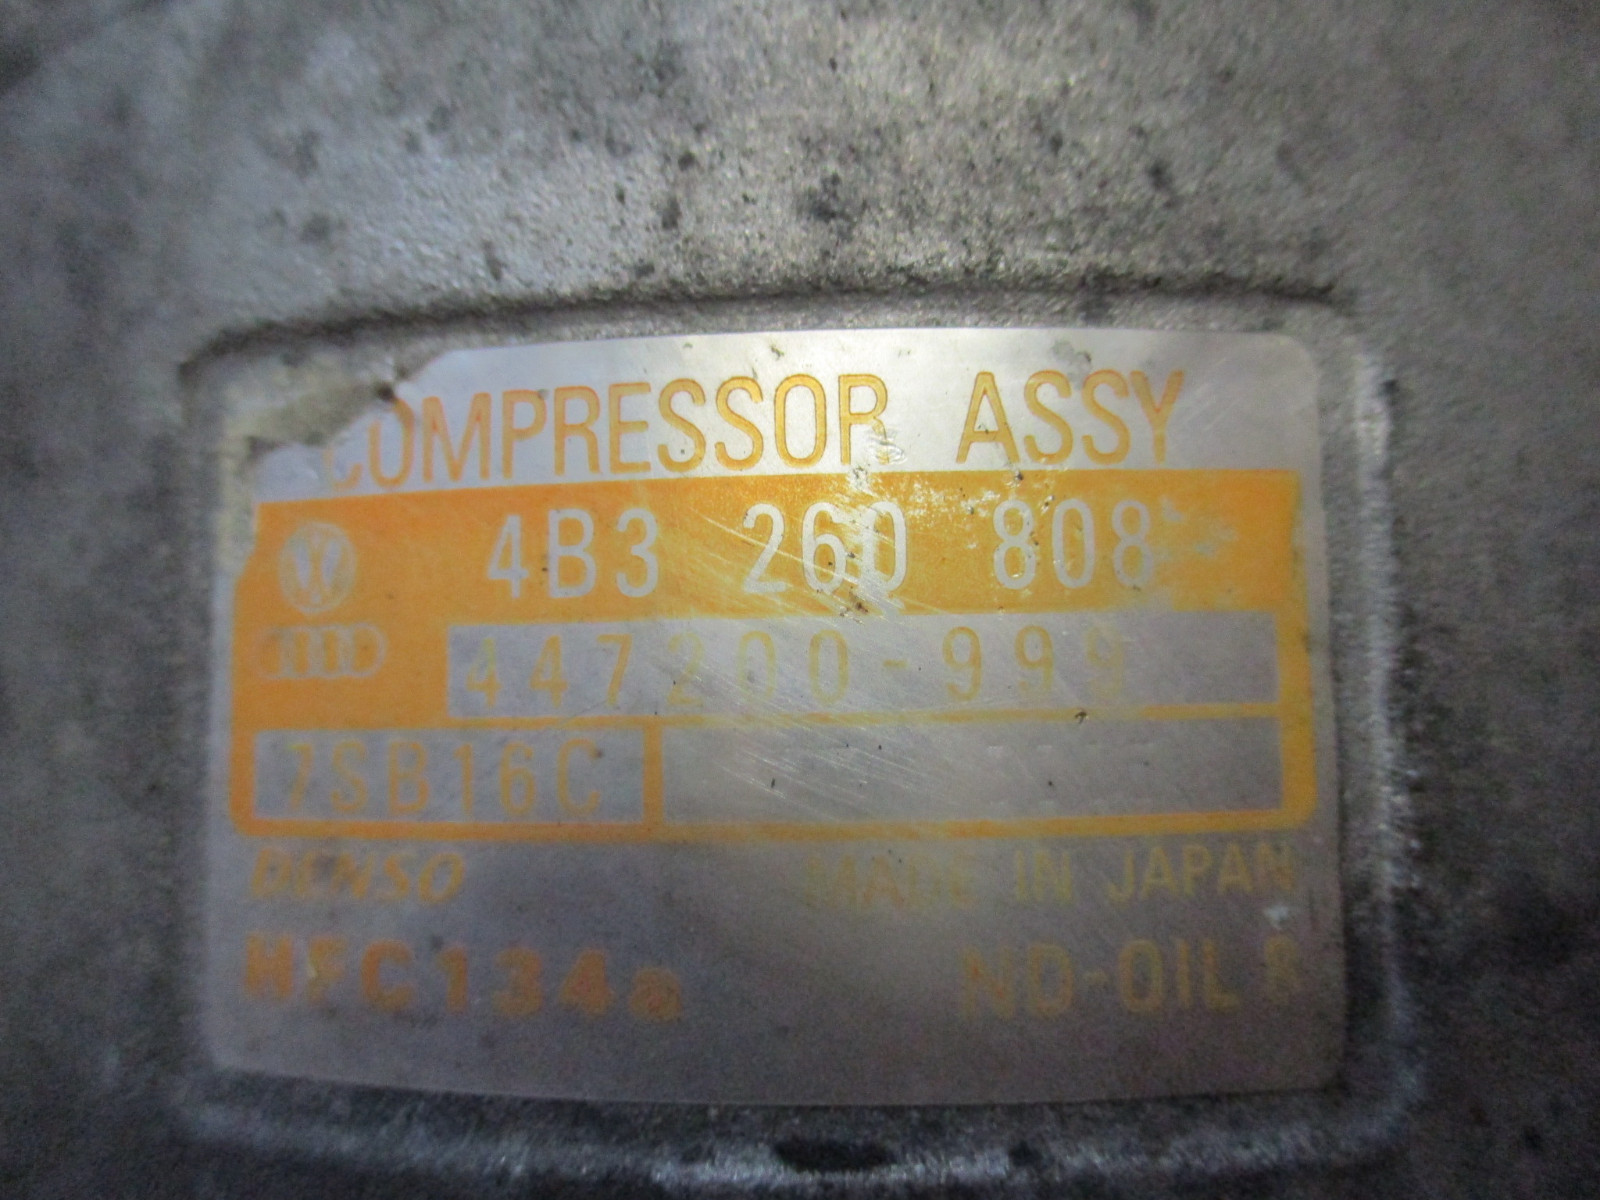 COMPRESSOR ASSY
4B3 260 808
447200-999
7SB16C
DENSO MADE IN JAPAN
HFC134a ND-OIL 8